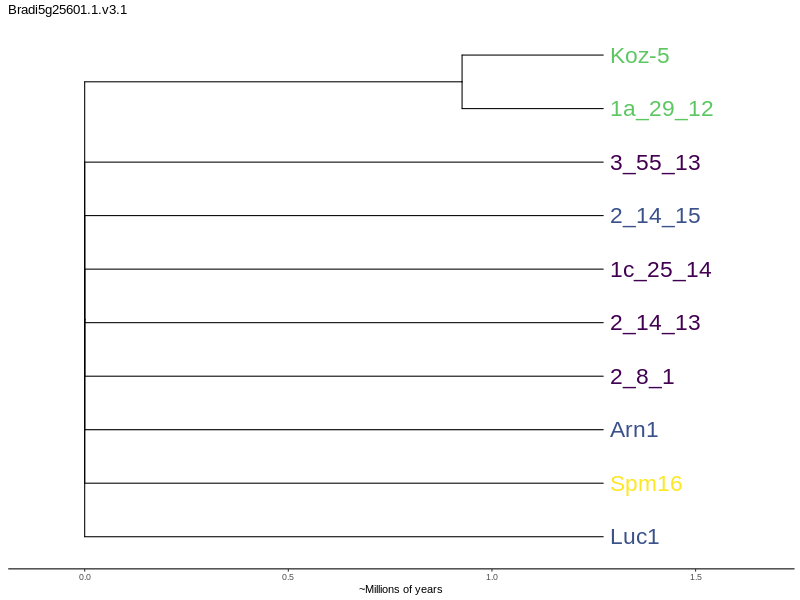 Bradi5g25601.1.v3.1
Koz-5
1a_29_12
3_55_13
2_14_15
1c_25_14
2_14_13
2_8_1
Arn1
Spm16
Luc1
0.0 0.5 1.0 1.5
~Millions of years